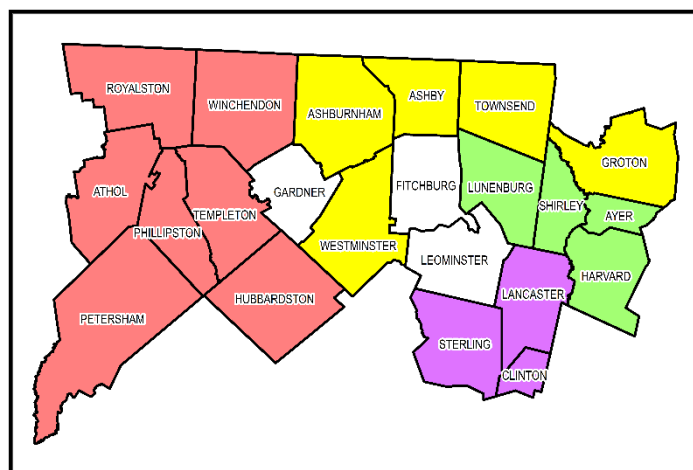 ROYALSTON
WINCHENDON
ASHBURNHAM
ASHBY
TOWNSEND
GROTON
ATHOL
PHILLIPSTON
TEMPLETON
GARDNER
WESTMINSTER
FITCHBURG
LUNENBURG
SHIRLEY
AYER
HARVARD
LEOMINSTER
LANCASTER
HUBBARDSTON
PETERSHAM
STERLING
CLINTON